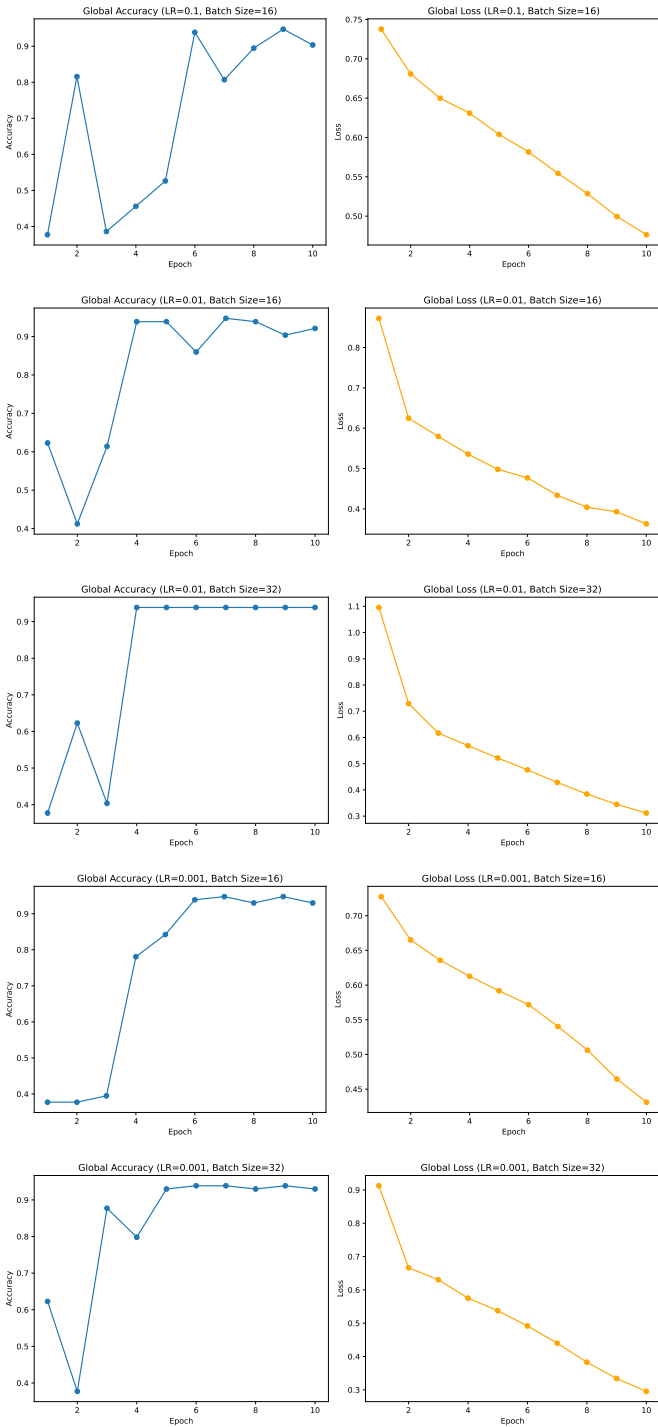 Global Accuracy (LR=0.1, Batch Size=16)
Accuracy
0.9
0.8
0.7
0.6
0.5
0.4
2 4 6 8 10
Epoch
Global Loss (LR=0.1, Batch Size=16)
Loss
0.75
0.70
0.65
0.60
0.55
0.50
2 4 6 8 10
Epoch
Global Accuracy (LR=0.01, Batch Size=16)
Accuracy
0.9
0.8
0.7
0.6
0.5
0.4
2 4 6 8 10
Epoch
Global Loss (LR=0.01, Batch Size=16)
Loss
0.8
0.7
0.6
0.5
0.4
2 4 6 8 10
Epoch
Global Accuracy (LR=0.01, Batch Size=32)
Accuracy
0.9
0.8
0.7
0.6
0.5
0.4
2 4 6 8 10
Epoch
Global Loss (LR=0.01, Batch Size=32)
Loss
1.1
1.0
0.9
0.8
0.7
0.6
0.5
0.4
0.3
2 4 6 8 10
Epoch
Global Accuracy (LR=0.001, Batch Size=16)
Accuracy
0.9
0.8
0.7
0.6
0.5
0.4
2 4 6 8 10
Epoch
Global Loss (LR=0.001, Batch Size=16)
Loss
0.70
0.65
0.60
0.55
0.50
0.45
2 4 6 8 10
Epoch
Global Accuracy (LR=0.001, Batch Size=32)
Accuracy
0.9
0.8
0.7
0.6
0.5
0.4
2 4 6 8 10
Epoch
Global Loss (LR=0.001, Batch Size=32)
Loss
0.9
0.8
0.7
0.6
0.5
0.4
0.3
2 4 6 8 10
Epoch